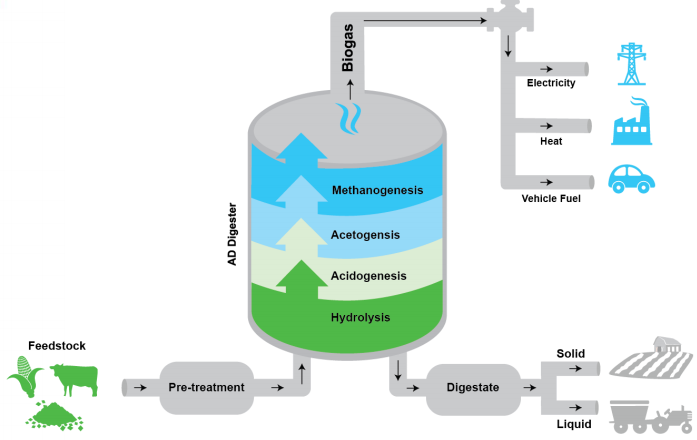 Biogas
Electricity
Heat
Vehicle Fuel
AD Digester
Methanogenesis
Acetogensis
Acidogenesis
Hydrolysis
Feedstock
Pre-treatment
Digestate
Solid
Liquid